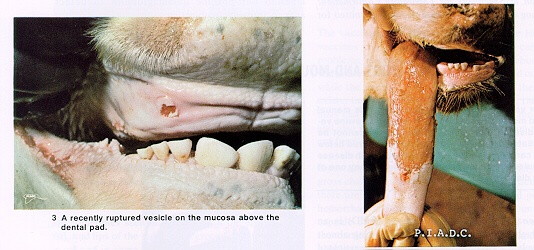 3 A recently ruptured vesicle on the mucosa above the
dental pad.
P.I.A.D.C.